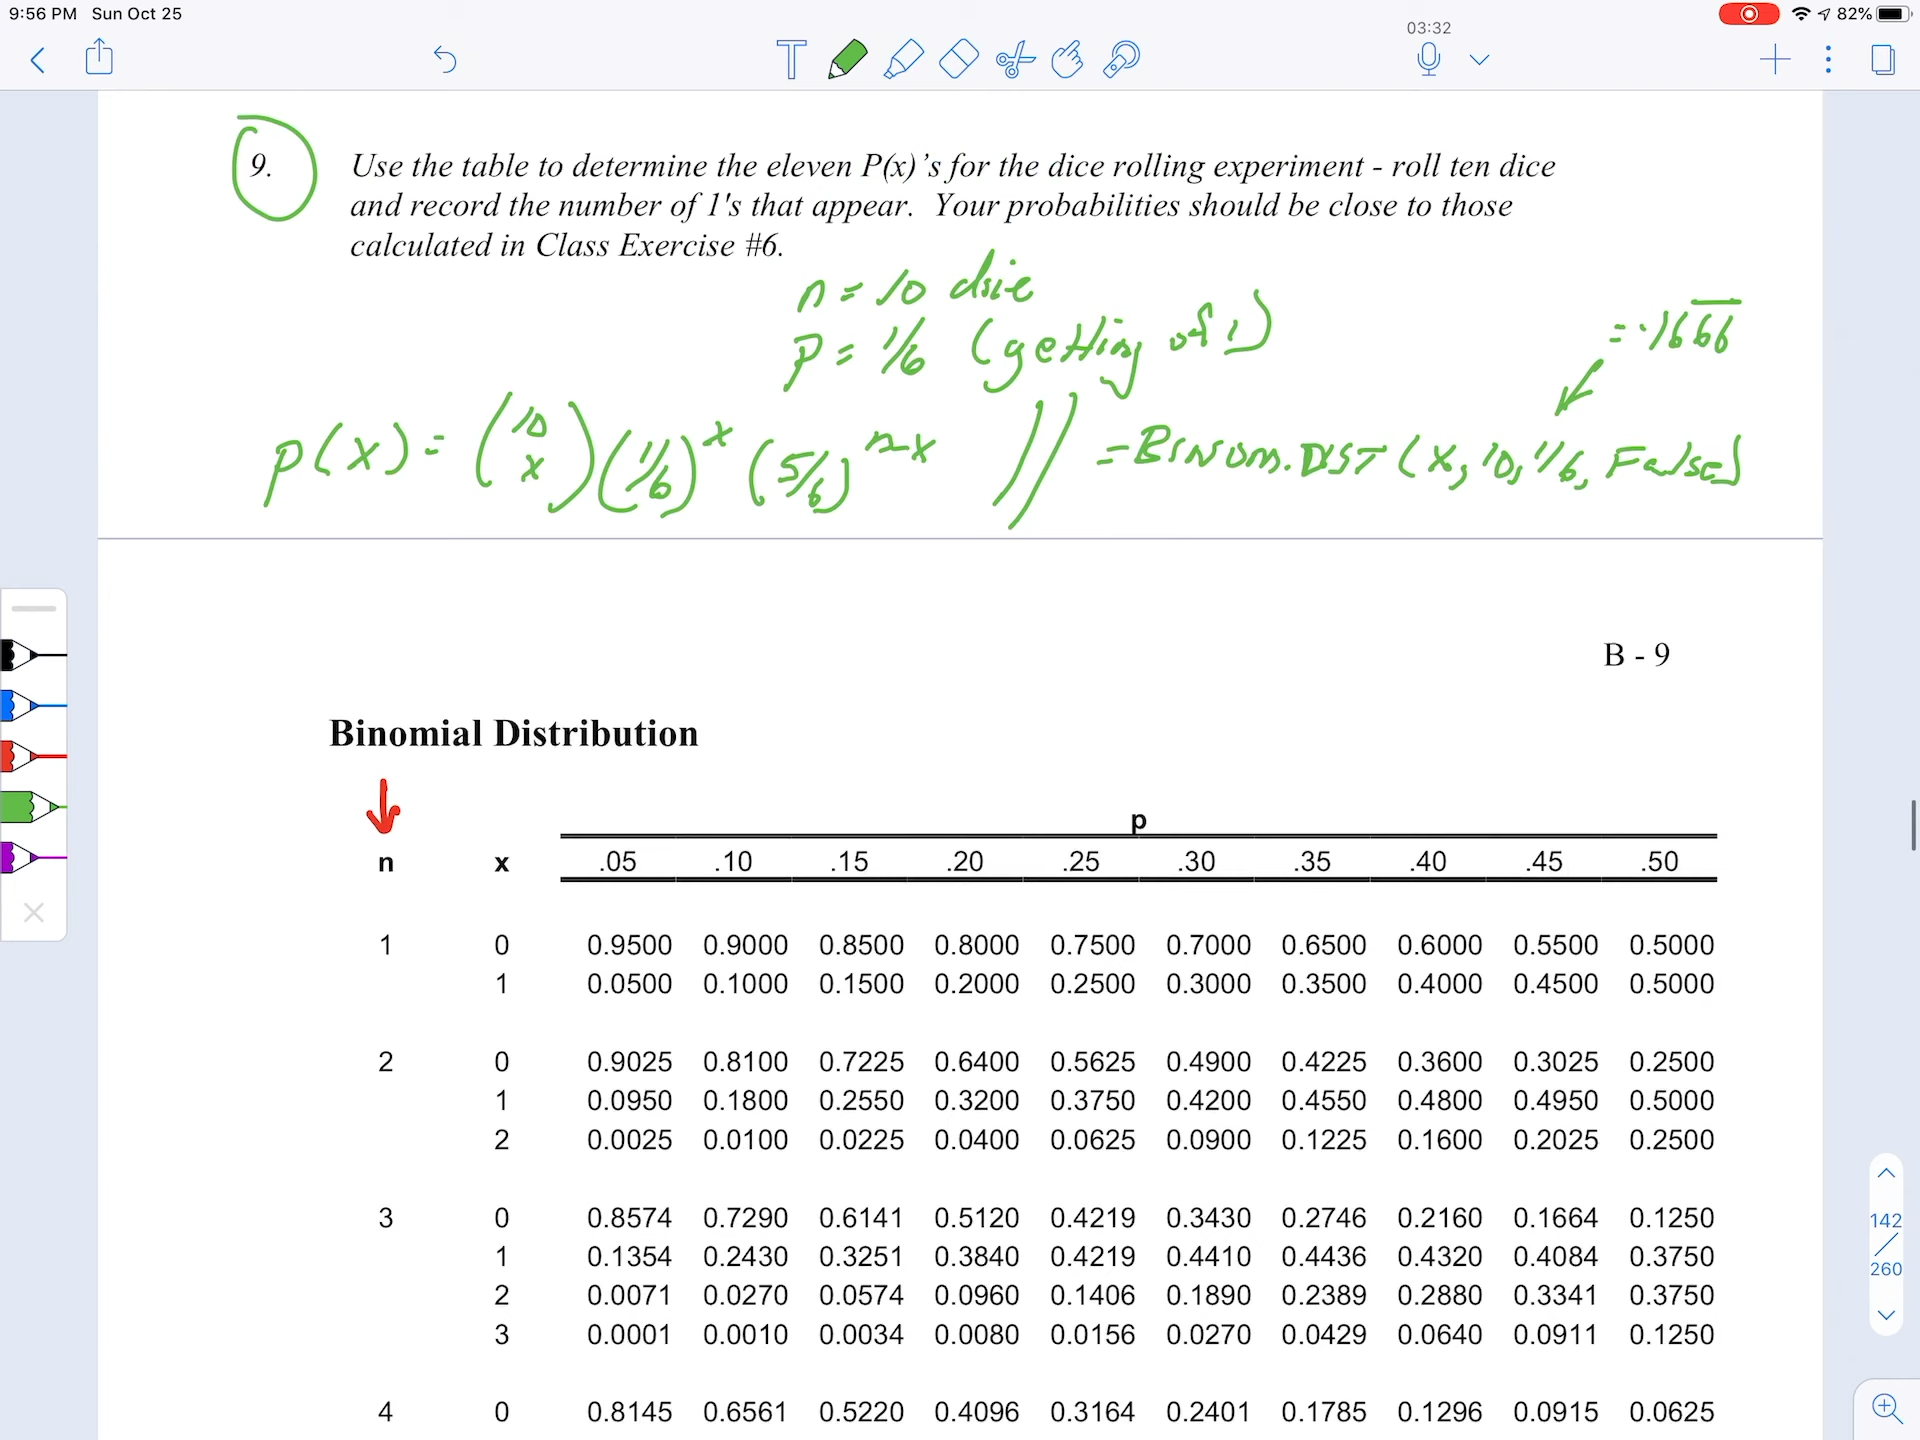 9:56 PM Sun Oct 25
82%
03:32
T
9. Use the table to determine the eleven P(x)'s for the dice rolling experiment - roll ten dice
and record the number of 1's that appear. Your probabilities should be close to those
calculated in Class Exercise #6.
n = 10 dice
p = 1/6 (getting of 1)
= .1666
P(x) = (10 x) (1/6)^x (5/6)^n-x // = BINOM.DIST (x, 10, 1/6, False)
B - 9
Binomial Distribution
p
n x .05 .10 .15 .20 .25 .30 .35 .40 .45 .50
1 0 0.9500 0.9000 0.8500 0.8000 0.7500 0.7000 0.6500 0.6000 0.5500 0.5000
1 0.0500 0.1000 0.1500 0.2000 0.2500 0.3000 0.3500 0.4000 0.4500 0.5000
2 0 0.9025 0.8100 0.7225 0.6400 0.5625 0.4900 0.4225 0.3600 0.3025 0.2500
1 0.0950 0.1800 0.2550 0.3200 0.3750 0.4200 0.4550 0.4800 0.4950 0.5000
2 0.0025 0.0100 0.0225 0.0400 0.0625 0.0900 0.1225 0.1600 0.2025 0.2500
3 0 0.8574 0.7290 0.6141 0.5120 0.4219 0.3430 0.2746 0.2160 0.1664 0.1250
1 0.1354 0.2430 0.3251 0.3840 0.4219 0.4410 0.4436 0.4320 0.4084 0.3750
2 0.0071 0.0270 0.0574 0.0960 0.1406 0.1890 0.2389 0.2880 0.3341 0.3750
3 0.0001 0.0010 0.0034 0.0080 0.0156 0.0270 0.0429 0.0640 0.0911 0.1250
4 0 0.8145 0.6561 0.5220 0.4096 0.3164 0.2401 0.1785 0.1296 0.0915 0.0625
142
/
260